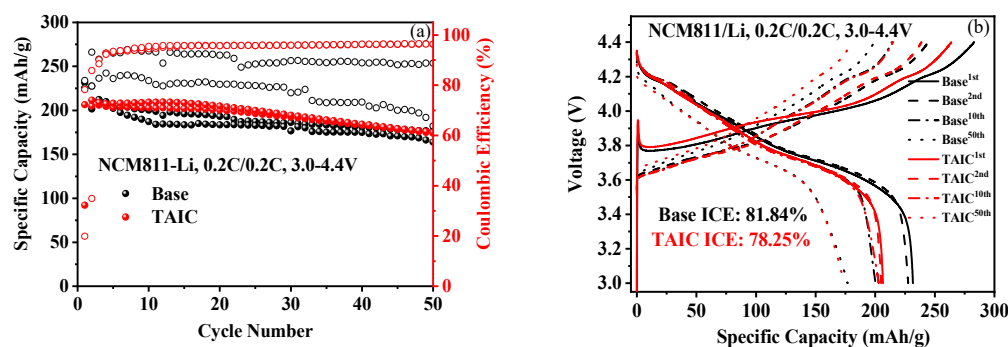 (a)
Specific Capacity (mAh/g)
350
300
250
200
150
100
50
0
NCM811-Li, 0.2C/0.2C, 3.0-4.4V
Base
TAIC
0 10 20 30 40 50
Cycle Number
100
80
60
40
20
0
Coulombic Efficiency (%)
(b)
NCM811/Li, 0.2C/0.2C, 3.0-4.4V
Voltage (V)
4.4
4.2
4.0
3.8
3.6
3.4
3.2
3.0
Base1st
Base2nd
Base10th
Base50th
TAIC1st
TAIC2nd
TAIC10th
TAIC50th
Base ICE: 81.84%
TAIC ICE: 78.25%
0 50 100 150 200 250 300
Specific Capacity (mAh/g)